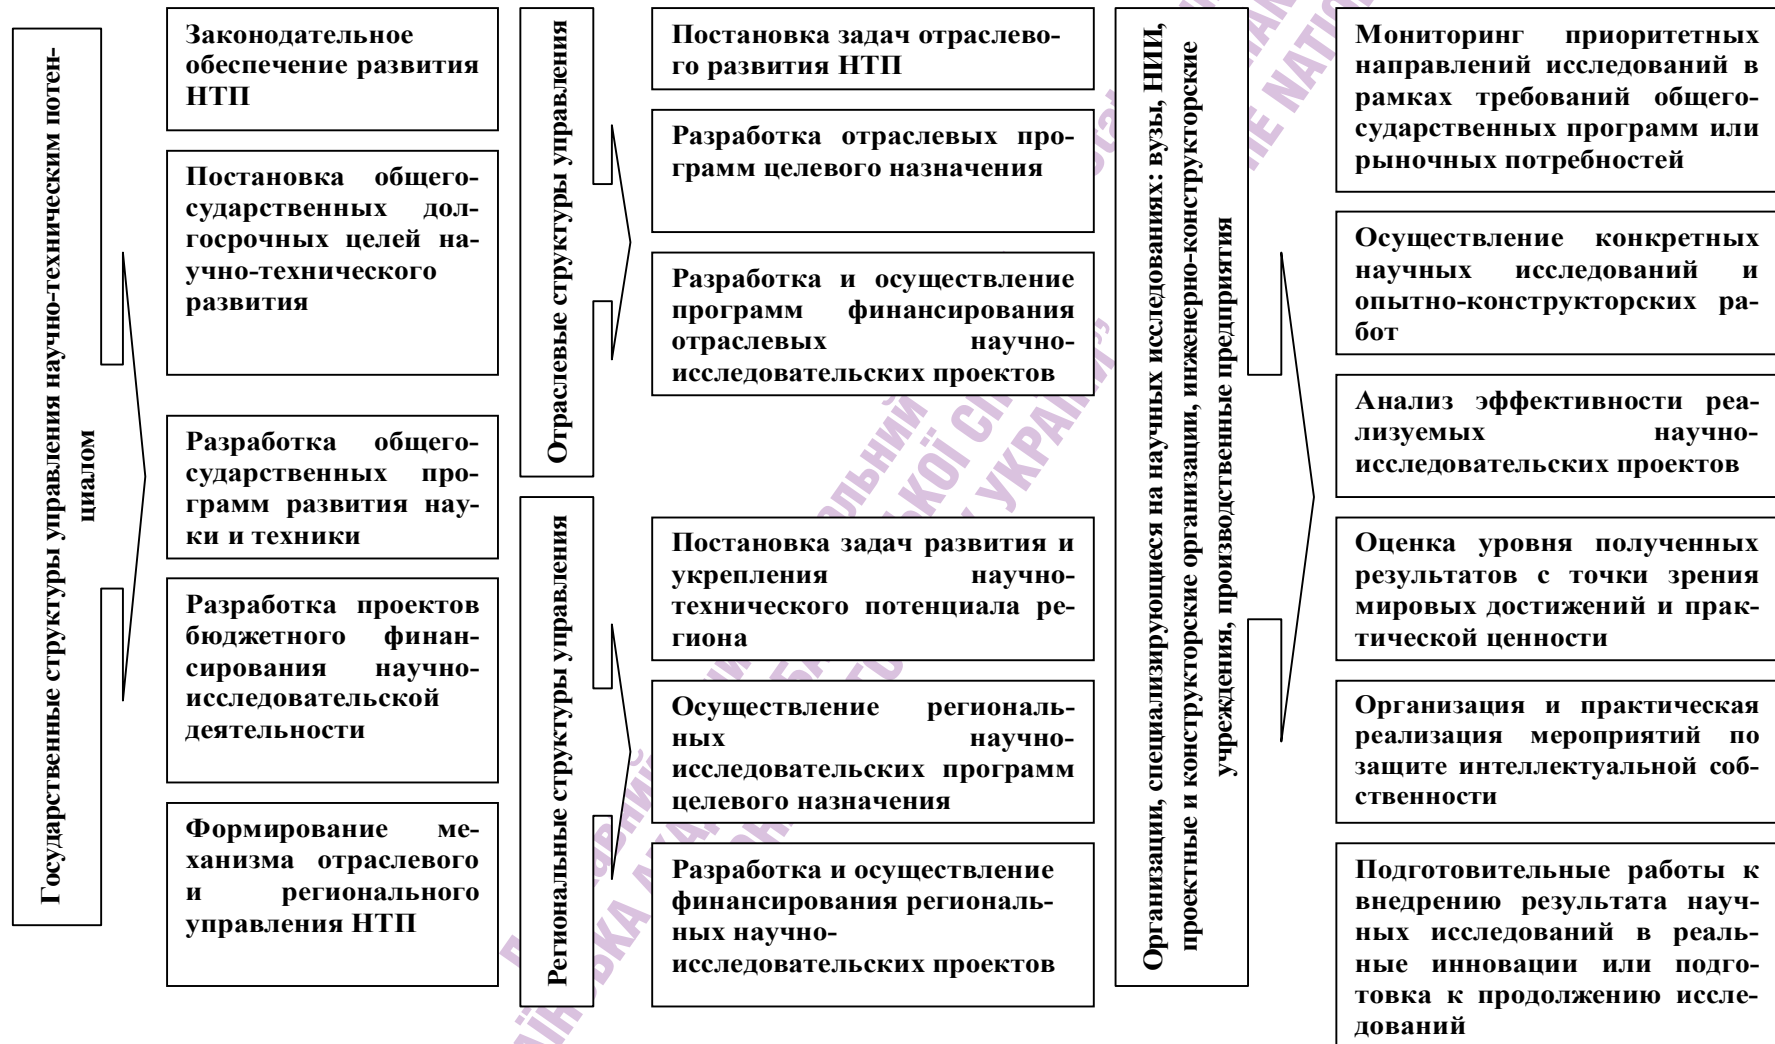 Государственные структуры управления научно-техническим потен-
циалом
Законодательное
обеспечение развития
НТП
Постановка общего-
сударственных дол-
госрочных целей на-
учно-технического
развития
Разработка общего-
сударственных про-
грамм развития нау-
ки и техники
Разработка проектов
бюджетного финан-
сирования научно-
исследовательской
деятельности
Формирование ме-
ханизма отраслевого
и регионального
управления НТП
Отраслевые структуры управления
Постановка задач отраслево-
го развития НТП
Разработка отраслевых про-
грамм целевого назначения
Разработка и осуществление
программ финансирования
отраслевых научно-
исследовательских проектов
Региональные структуры управления
Постановка задач развития и
укрепления научно-
технического потенциала ре-
гиона
Осуществление региональ-
ных научно-
исследовательских программ
целевого назначения
Разработка и осуществление
финансирования региональ-
ных научно-
исследовательских проектов
Организации, специализирующиеся на научных исследованиях: вузы, НИИ,
проектные и конструкторские организации, инженерно-конструкторские
учреждения, производственные предприятия
Мониторинг приоритетных
направлений исследований в
рамках требований общего-
сударственных программ или
рыночных потребностей
Осуществление конкретных
научных исследований и
опытно-конструкторских ра-
бот
Анализ эффективности реа-
лизуемых научно-
исследовательских проектов
Оценка уровня полученных
результатов с точки зрения
мировых достижений и прак-
тической ценности
Организация и практическая
реализация мероприятий по
защите интеллектуальной соб-
ственности
Подготовительные работы к
внедрению результата науч-
ных исследований в реаль-
ные инновации или подго-
товка к продолжению иссле-
дований